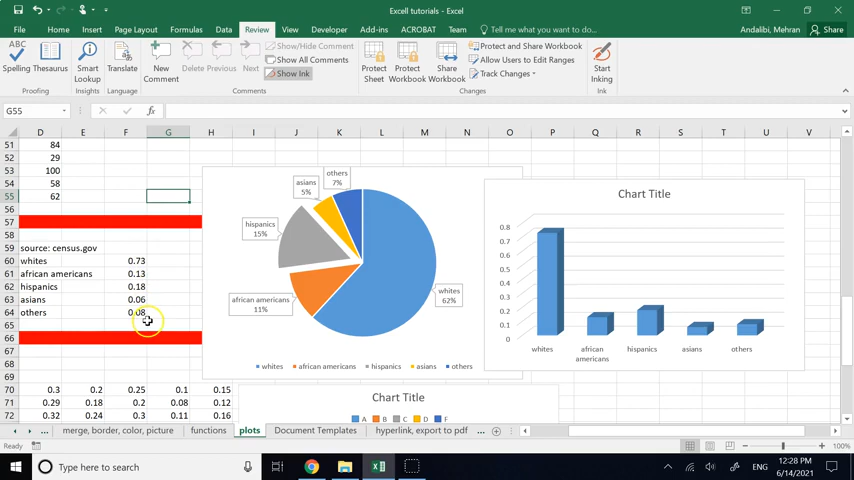 Excell tutorials - Excel
Andalibi, Mehran
Share
File Home Insert Page Layout Formulas Data Review View Developer Add-ins ACROBAT Team Tell me what you want to do...
ABC
Spelling
Thesaurus
Smart Lookup
Translate
New Comment
Delete
Previous
Next
Show/Hide Comment
Show All Comments
Show Ink
Protect Sheet
Protect Workbook
Share Workbook
Protect and Share Workbook
Allow Users to Edit Ranges
Track Changes
Start Inking
Proofing Insights Language Comments Changes Ink
G55 fx
D E F G H I J K L M N O P Q R S T U V
51 84
52 29
53 100
54 58
55 62
56
57
58
59 source: census.gov
60 whites 0.73
61 african americans 0.13
62 hispanics 0.18
63 asians 0.06
64 others 0.08
65
66
67
68
69
70 0.3 0.2 0.25 0.1 0.15
71 0.29 0.18 0.2 0.08 0.12
72 0.32 0.24 0.3 0.11 0.16
others
7%
asians
5%
hispanics
15%
african americans
11%
whites
62%
whites african americans hispanics asians others
Chart Title
0.8
0.7
0.6
0.5
0.4
0.3
0.2
0.1
0
whites
african americans
hispanics
asians
others
Chart Title
A B C D F
... merge, border, color, picture functions plots Document Templates hyperlink, export to pdf ...
100%
Type here to search
ENG
12:28 PM
6/14/2021